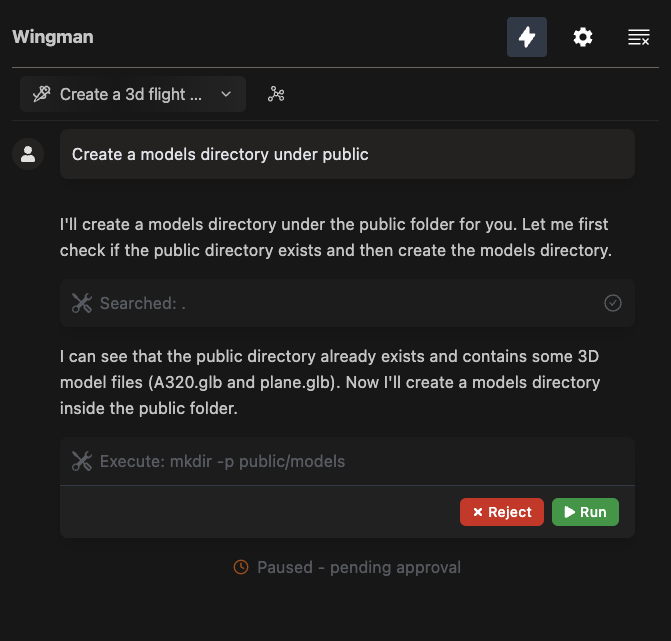 Wingman
Create a 3d flight ...
Create a models directory under public
I'll create a models directory under the public folder for you. Let me first
check if the public directory exists and then create the models directory.
Searched: .
I can see that the public directory already exists and contains some 3D
model files (A320.glb and plane.glb). Now I'll create a models directory
inside the public folder.
Execute: mkdir -p public/models
Reject Run
Paused - pending approval